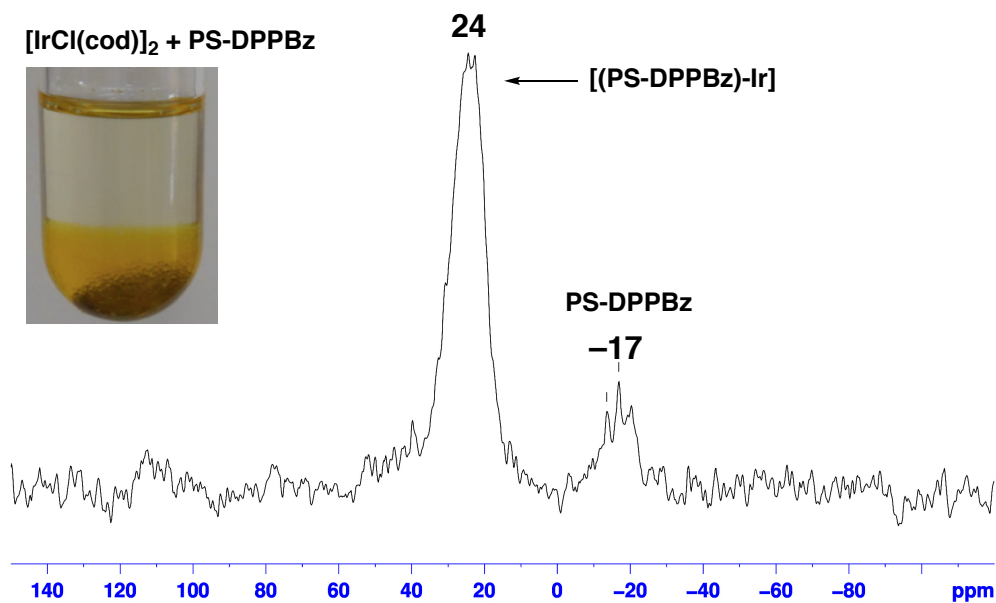 [IrCl(cod)]₂ + PS-DPPBz
24
[(PS-DPPBz)-Ir]
PS-DPPBz
–17
140 120 100 80 60 40 20 0 −20 −40 −60 −80 ppm